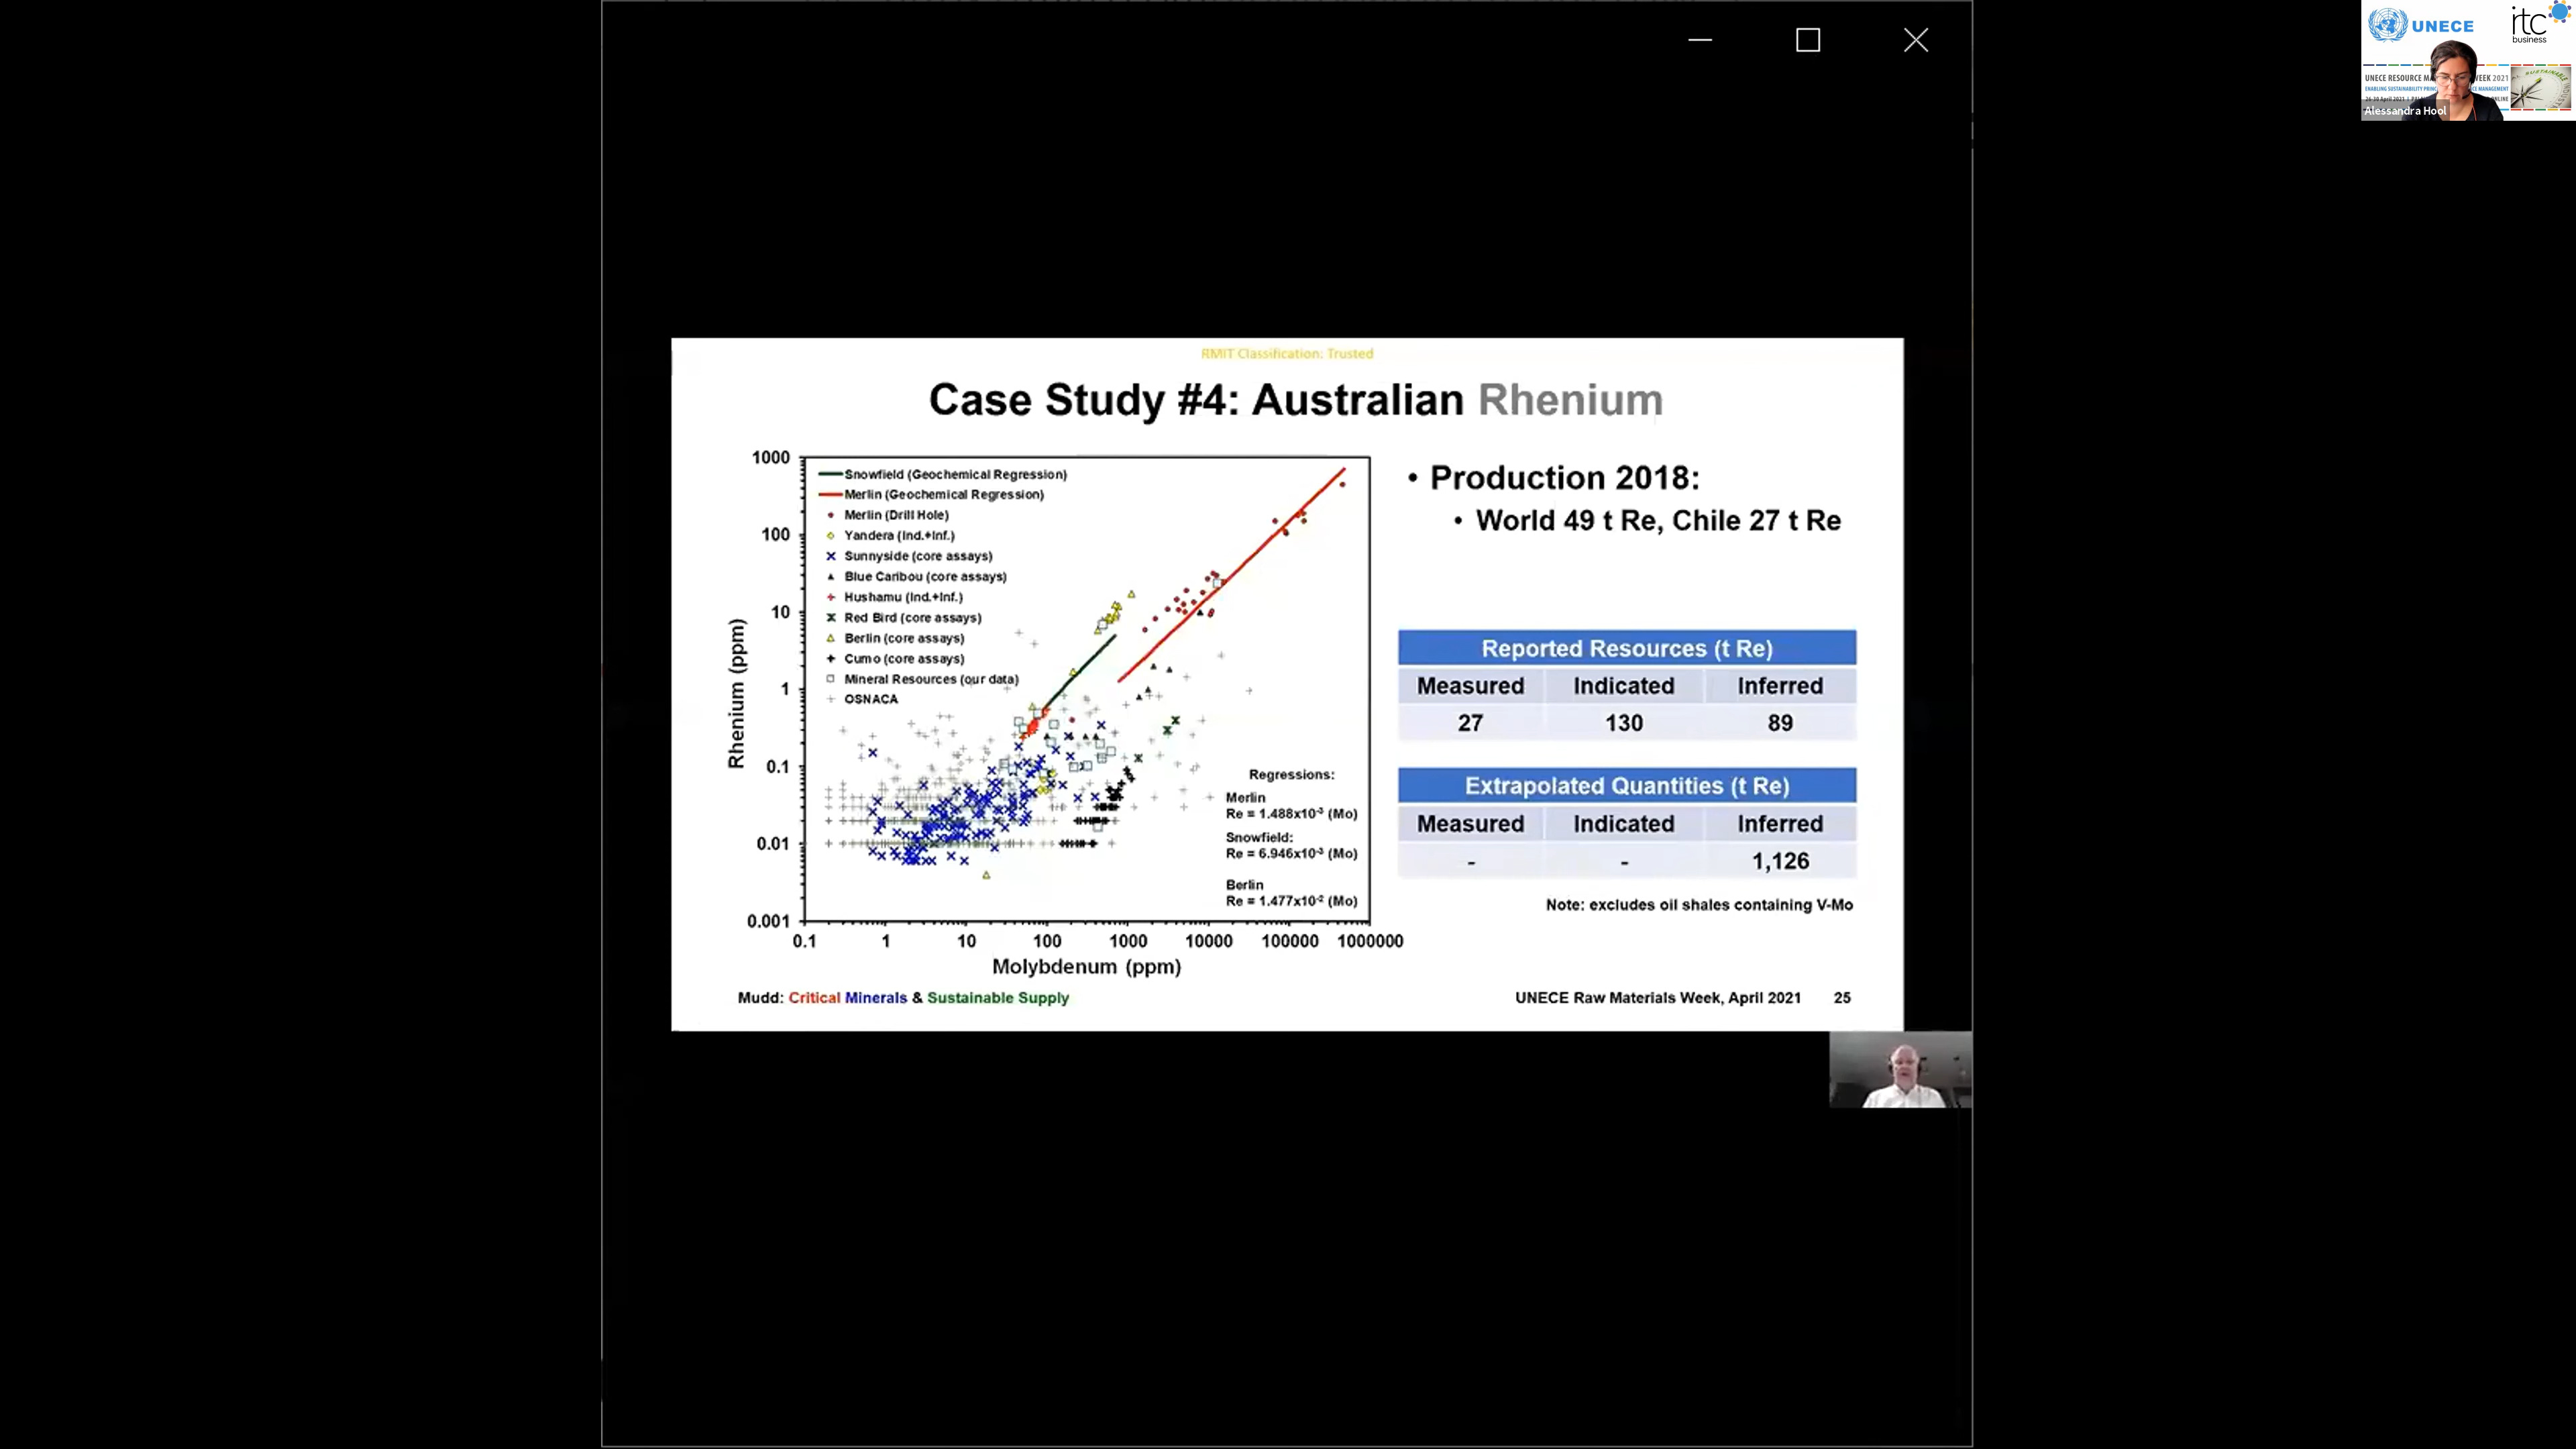 UNECE
itc
business
UNECE RESOURCE MA WEEK 2021
Alessandra Hool
RMIT Classification: Trusted
Case Study #4: Australian Rhenium
1000
100
10
1
0.1
0.01
0.001
Rhenium (ppm)
Snowfield (Geochemical Regression)
Merlin (Geochemical Regression)
Merlin (Drill Hole)
Yandera (Ind.+Inf.)
Sunnyside (core assays)
Blue Caribou (core assays)
Hushamu (Ind.+Inf.)
Red Bird (core assays)
Berlin (core assays)
Cumo (core assays)
Mineral Resources (our data)
OSNACA
Regressions:
Merlin
Re = 1.488x10⁻³ (Mo)
Snowfield:
Re = 6.946x10⁻³ (Mo)
Berlin
Re = 1.477x10⁻² (Mo)
0.1 1 10 100 1000 10000 100000 1000000
Molybdenum (ppm)
• Production 2018:
• World 49 t Re, Chile 27 t Re
Reported Resources (t Re)
Measured Indicated Inferred
27 130 89
Extrapolated Quantities (t Re)
Measured Indicated Inferred
- - 1,126
Note: excludes oil shales containing V-Mo
Mudd: Critical Minerals & Sustainable Supply
UNECE Raw Materials Week, April 2021 25